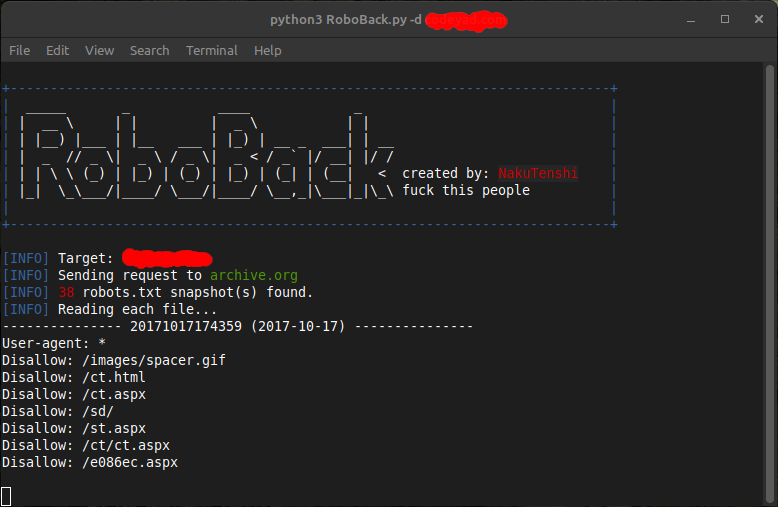 python3 RoboBack.py -d
File Edit View Search Terminal Help
RoboBack
created by: NakuTenshi
fuck this people
[INFO] Target:
[INFO] Sending request to archive.org
[INFO] 38 robots.txt snapshot(s) found.
[INFO] Reading each file...
--------------- 20171017174359 (2017-10-17) ---------------
User-agent: *
Disallow: /images/spacer.gif
Disallow: /ct.html
Disallow: /ct.aspx
Disallow: /sd/
Disallow: /st.aspx
Disallow: /ct/ct.aspx
Disallow: /e086ec.aspx